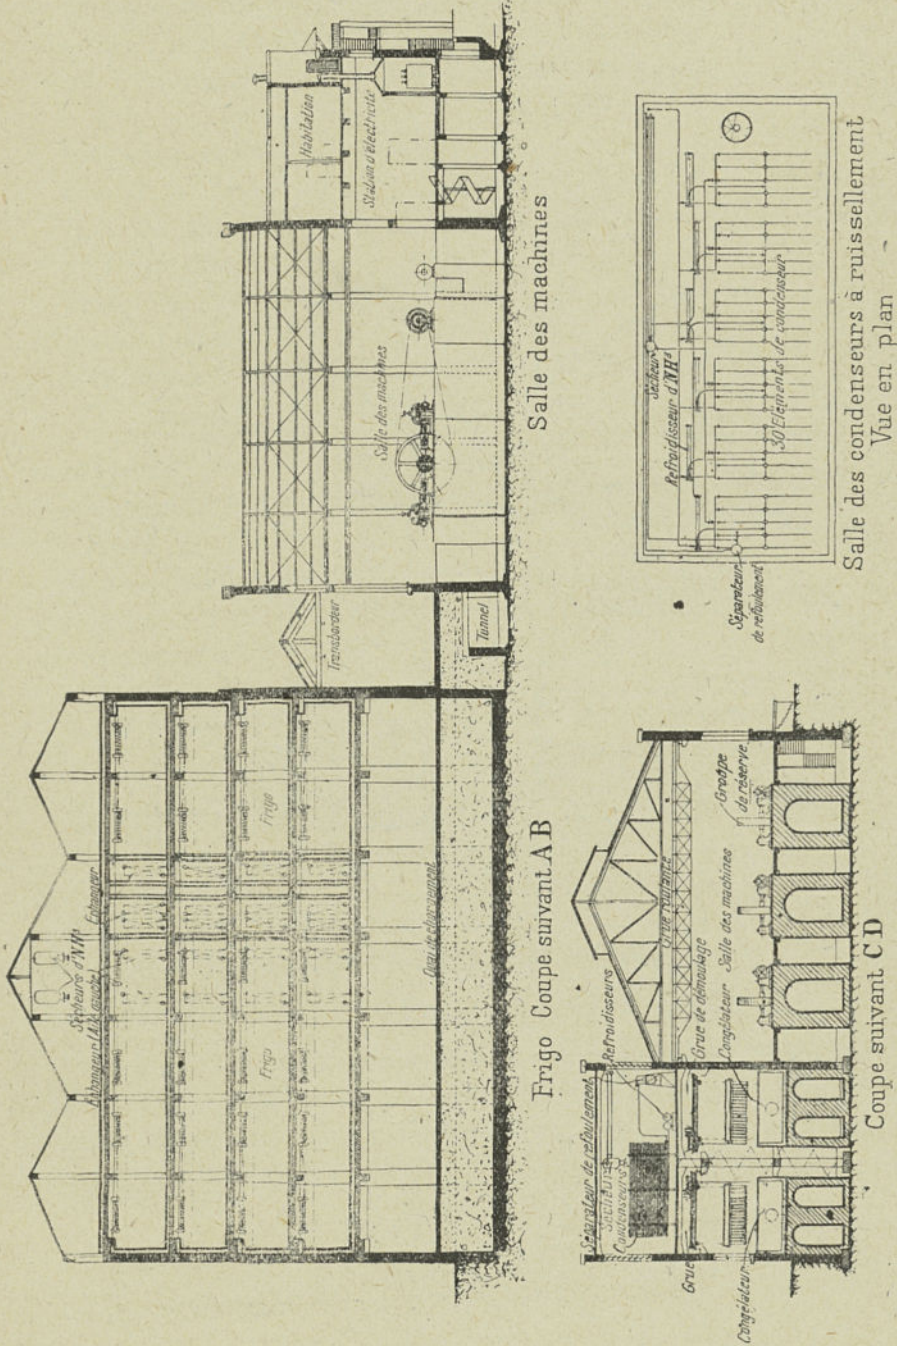 Sécheurs d'NH³
Frigo
Frigo
Quai de chargement
Transbordeur
Tunnel
Salle des machines
Habitation
Station d'électricité
Frigo Coupe suivant AB
Salle des machines
Séparateur de refoulement
Sécheur
Condenseurs
Refroidisseurs
Grue
Congélateur
Grue roulante
Grue de démoulage
Congélateur
Salle des machines
Groupe
de réserve
Coupe suivant CD
Séparateur
de refoulement
Sécheur
Refroidisseur d'NH³
30 Eléments de condenseur
Salle des condenseurs à ruissellement
Vue en plan